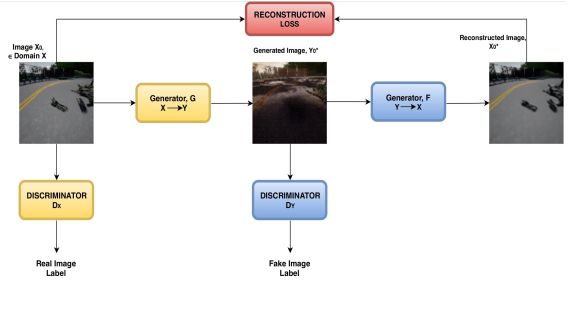 RECONSTRUCTION
LOSS
Image X₀,
∈ Domain X
Generated Image, Y₀*
Reconstructed Image,
X₀*
Generator, G
X → Y
Generator, F
Y → X
DISCRIMINATOR
Dx
DISCRIMINATOR
Dʏ
Real Image
Label
Fake Image
Label